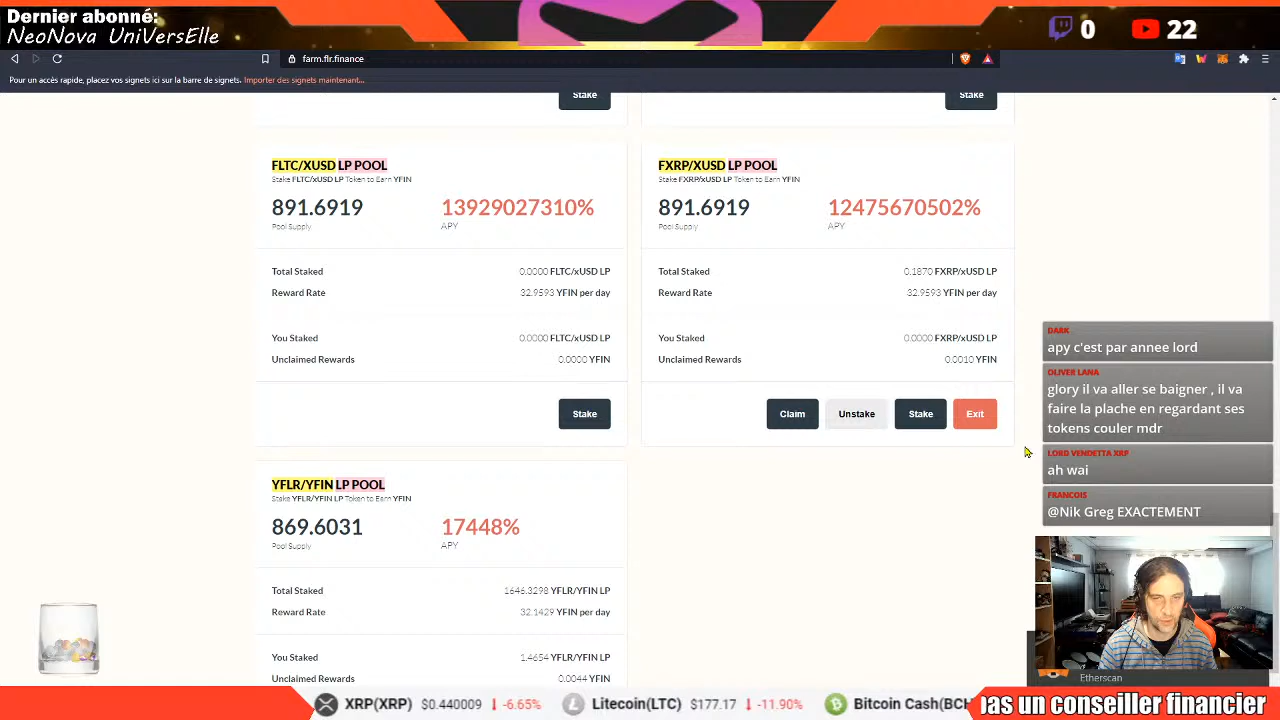 Dernier abonné:
NeoNova UniVersElle
0
22
farm.flr.finance
Pour un accès rapide, placez vos signets ici sur la barre de signets. Importer des signets maintenant...
Stake
Stake
FLTC/XUSD LP POOL
Stake FLTC/xUSD LP Token to Earn YFIN
891.6919
13929027310%
Pool Supply
APY
Total Staked
0.0000 FLTC/xUSD LP
Reward Rate
32.9593 YFIN per day
You Staked
0.0000 FLTC/xUSD LP
Unclaimed Rewards
0.0000 YFIN
Stake
FXRP/XUSD LP POOL
Stake FXRP/xUSD LP Token to Earn YFIN
891.6919
12475670502%
Pool Supply
APY
Total Staked
0.1870 FXRP/xUSD LP
Reward Rate
32.9593 YFIN per day
You Staked
0.0000 FXRP/xUSD LP
Unclaimed Rewards
0.0010 YFIN
Claim
Unstake
Stake
Exit
YFLR/YFIN LP POOL
Stake YFLR/YFIN LP Token to Earn YFIN
869.6031
17448%
Pool Supply
APY
Total Staked
1646.3298 YFLR/YFIN LP
Reward Rate
32.1429 YFIN per day
You Staked
1.4654 YFLR/YFIN LP
Unclaimed Rewards
0.0044 YFIN
DARK
apy c'est par annee lord
OLIVER LANA
glory il va aller se baigner , il va
faire la plache en regardant ses
tokens couler mdr
LORD VENDETTA XRP
ah wai
FRANCOIS
@Nik Greg EXACTEMENT
Etherscan
XRP(XRP) $0.440009 -6.65%
Litecoin(LTC) $177.17 -11.90%
Bitcoin Cash(BCH
pas un conseiller financier